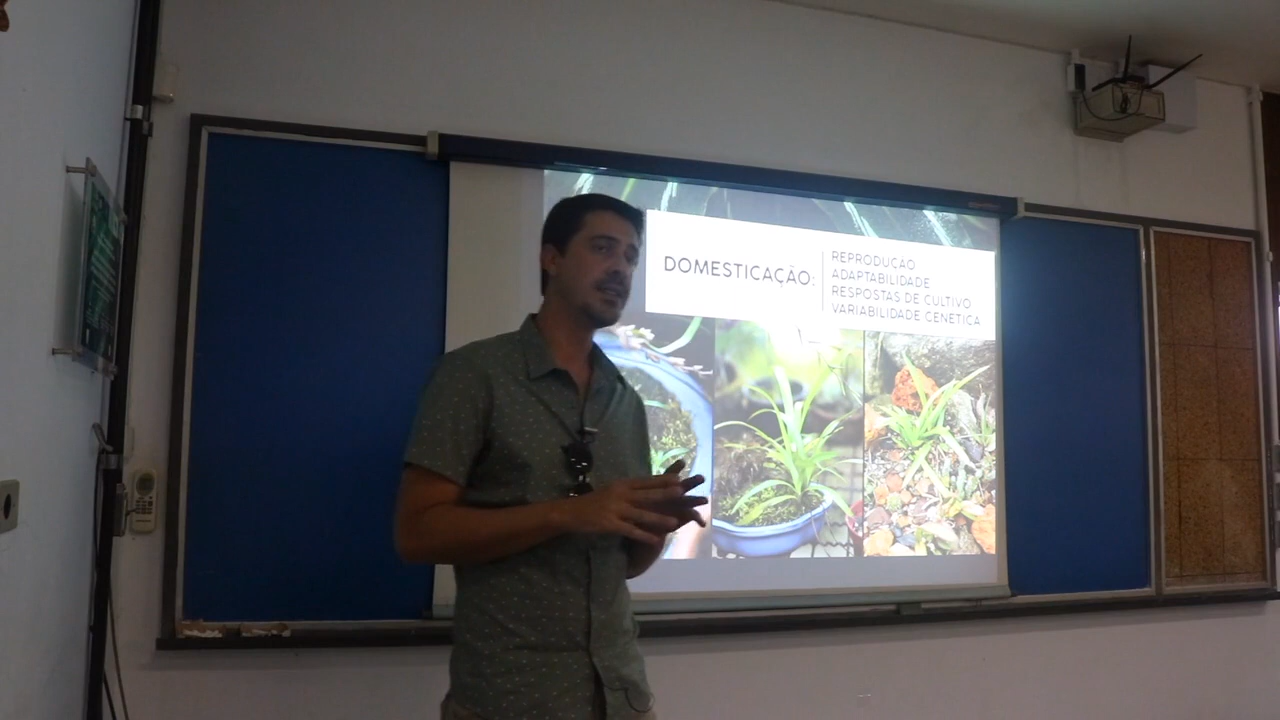 DOMESTICAÇÃO:
REPRODUÇÃO
ADAPTABILIDADE
RESPOSTAS DE CULTIVO
VARIABILIDADE GENÉTICA